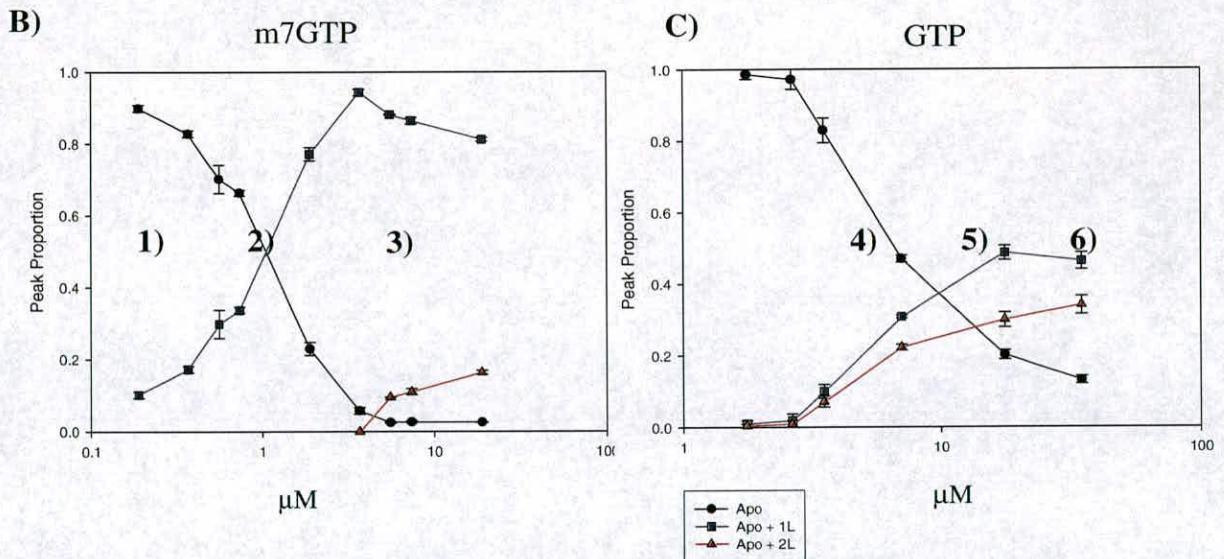 B)
m7GTP
1.0
0.8
0.6
0.4
0.2
0.0
Peak Proportion
1)
2)
3)
0.1
1
10
μM
C)
GTP
1.0
0.8
0.6
0.4
0.2
0.0
Peak Proportion
4)
5)
6)
1
10
100
μM
Apo
Apo + 1L
Apo + 2L